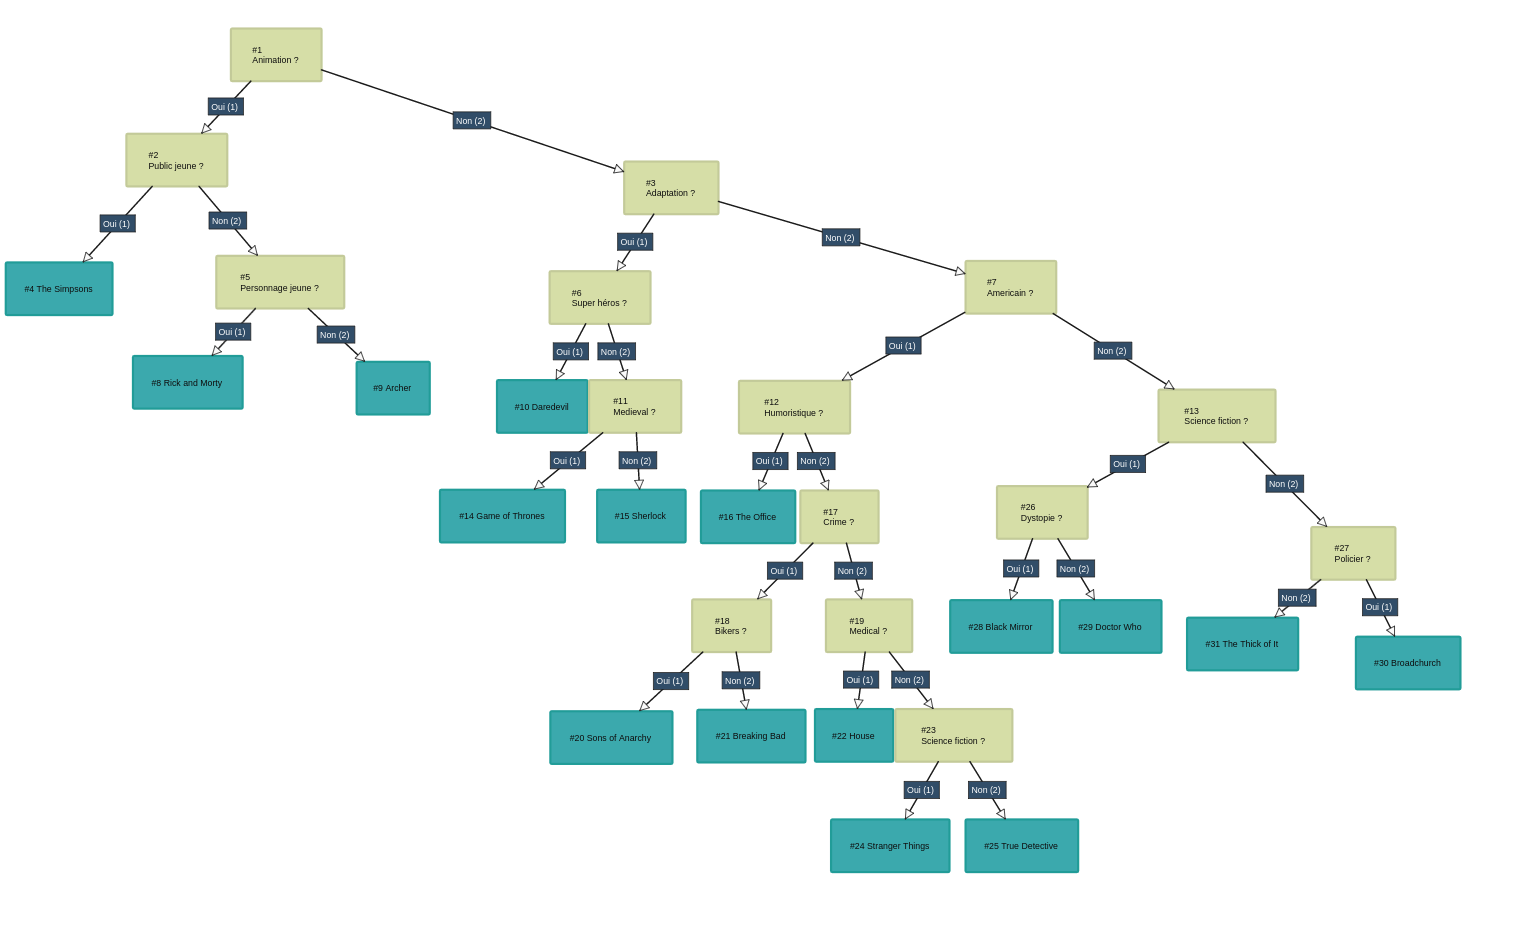 #1
Animation ?
Oui (1)
Non (2)
#2
Public jeune ?
#3
Adaptation ?
Oui (1)
Non (2)
Oui (1)
Non (2)
#4 The Simpsons
#5
Personnage jeune ?
#6
Super héros ?
#7
Americain ?
Oui (1)
Non (2)
Oui (1)
Non (2)
Oui (1)
Non (2)
#8 Rick and Morty
#9 Archer
#10 Daredevil
#11
Medieval ?
#12
Humoristique ?
#13
Science fiction ?
Oui (1)
Non (2)
Oui (1)
Non (2)
Oui (1)
Non (2)
#14 Game of Thrones
#15 Sherlock
#16 The Office
#17
Crime ?
#26
Dystopie ?
#27
Policier ?
Oui (1)
Non (2)
Oui (1)
Non (2)
Non (2)
Oui (1)
#18
Bikers ?
#19
Medical ?
#28 Black Mirror
#29 Doctor Who
#31 The Thick of It
#30 Broadchurch
Oui (1)
Non (2)
Oui (1)
Non (2)
#20 Sons of Anarchy
#21 Breaking Bad
#22 House
#23
Science fiction ?
Oui (1)
Non (2)
#24 Stranger Things
#25 True Detective